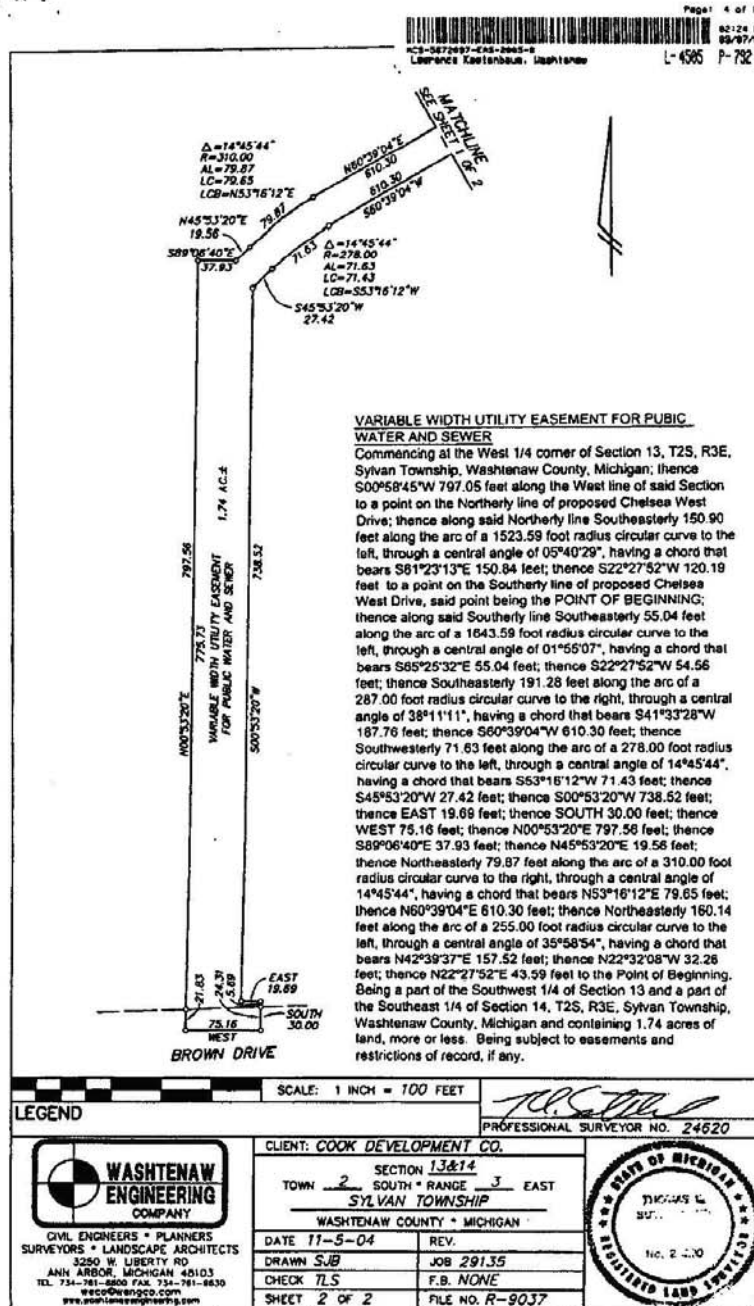 Page: 4 of
ACS-5672097-EAS-2005-8
Lawrence Kestenbaum, Washtenaw
L-4505 P-792
MATCHLINE
SEE SHEET 1
OF 2
Δ=14°45'44"
R=310.00
AL=79.87
LC=79.65
LCB=N53°16'12"E
N60°39'04"E
610.30
610.30
S60°39'04"W
N45°53'20"E
19.56
79.87
S89°06'40"E
37.93
71.63
Δ=14°45'44"
R=278.00
AL=71.63
LC=71.43
LCB=S53°16'12"W
S45°53'20"W
27.42
797.56
775.73
N00°53'20"E
VARIABLE WIDTH UTILITY EASEMENT
FOR PUBLIC WATER AND SEWER
1.74 AC.±
738.52
S00°53'20"W
VARIABLE WIDTH UTILITY EASEMENT FOR PUBIC
WATER AND SEWER
Commencing at the West 1/4 corner of Section 13, T2S, R3E,
Sylvan Township, Washtenaw County, Michigan; thence
S00°58'45"W 797.05 feet along the West line of said Section
to a point on the Northerly line of proposed Chelsea West
Drive; thence along said Northerly line Southeasterly 150.90
feet along the arc of a 1523.59 foot radius circular curve to the
left, through a central angle of 05°40'29", having a chord that
bears S61°23'13"E 150.84 feet; thence S22°27'52"W 120.19
feet to a point on the Southerly line of proposed Chelsea
West Drive, said point being the POINT OF BEGINNING;
thence along said Southerly line Southeasterly 55.04 feet
along the arc of a 1643.59 foot radius circular curve to the
left, through a central angle of 01°55'07", having a chord that
bears S65°25'32"E 55.04 feet; thence S22°27'52"W 54.56
feet; thence Southeasterly 191.28 feet along the arc of a
287.00 foot radius circular curve to the right, through a central
angle of 38°11'11", having a chord that bears S41°33'28"W
187.76 feet; thence S60°39'04"W 610.30 feet; thence
Southwesterly 71.63 feet along the arc of a 278.00 foot radius
circular curve to the left, through a central angle of 14°45'44",
having a chord that bears S53°16'12"W 71.43 feet; thence
S45°53'20"W 27.42 feet; thence S00°53'20"W 738.52 feet;
thence EAST 19.69 feet; thence SOUTH 30.00 feet; thence
WEST 75.16 feet; thence N00°53'20"E 797.56 feet; thence
S89°06'40"E 37.93 feet; thence N45°53'20"E 19.56 feet;
thence Northeasterly 79.87 feet along the arc of a 310.00 foot
radius circular curve to the right, through a central angle of
14°45'44", having a chord that bears N53°16'12"E 79.65 feet;
thence N60°39'04"E 610.30 feet; thence Northeasterly 160.14
feet along the arc of a 255.00 foot radius circular curve to the
left, through a central angle of 35°58'54", having a chord that
bears N42°39'37"E 157.52 feet; thence N22°32'08"W 32.26
feet; thence N22°27'52"E 43.59 feet to the Point of Beginning.
Being a part of the Southwest 1/4 of Section 13 and a part of
the Southeast 1/4 of Section 14, T2S, R3E, Sylvan Township,
Washtenaw County, Michigan and containing 1.74 acres of
land, more or less. Being subject to easements and
restrictions of record, if any.
EAST
19.69
21.83
24.31
5.69
SOUTH
30.00
75.16
WEST
BROWN DRIVE
SCALE: 1 INCH = 100 FEET
LEGEND
PROFESSIONAL SURVEYOR NO. 24620
WASHTENAW
ENGINEERING
COMPANY
CIVIL ENGINEERS * PLANNERS
SURVEYORS * LANDSCAPE ARCHITECTS
3250 W. LIBERTY RD
ANN ARBOR, MICHIGAN 48103
TEL. 734-761-8800 FAX. 734-761-9530
weco@wengco.com
www.washtenawengineering.com
CLIENT: COOK DEVELOPMENT CO.
SECTION 13&14
TOWN 2 SOUTH * RANGE 3 EAST
SYLVAN TOWNSHIP
WASHTENAW COUNTY * MICHIGAN
DATE 11-5-04 REV.
DRAWN SJB JOB 29135
CHECK TLS F.B. NONE
SHEET 2 OF 2 FILE NO. R-9037
STATE OF MICHIGAN
THOMAS L.
REGISTERED LAND SURVEYOR